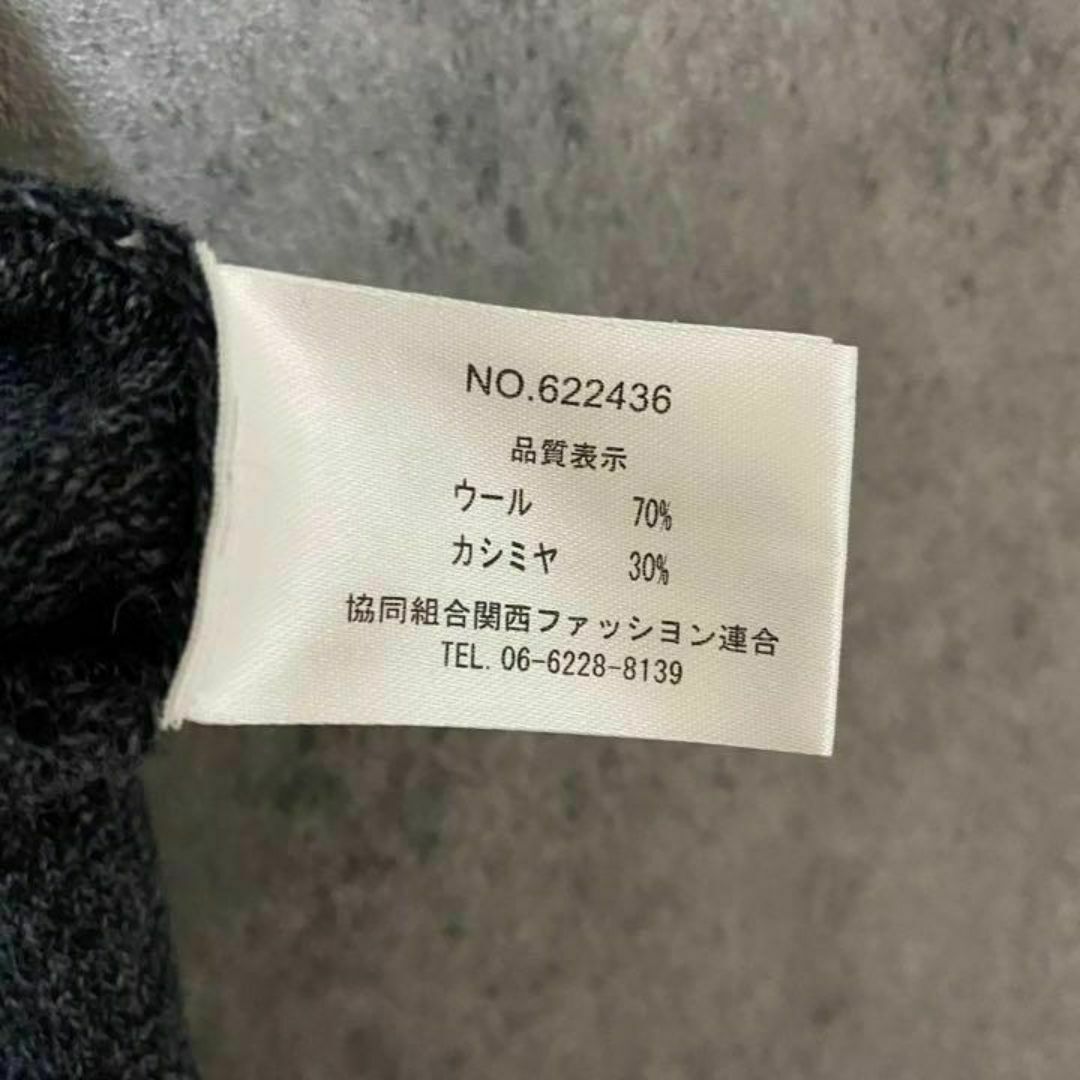 NO.622436
品質表示
ウール 70%
カシミヤ 30%
協同組合関西ファッシヨン連合
TEL. 06-6228-8139